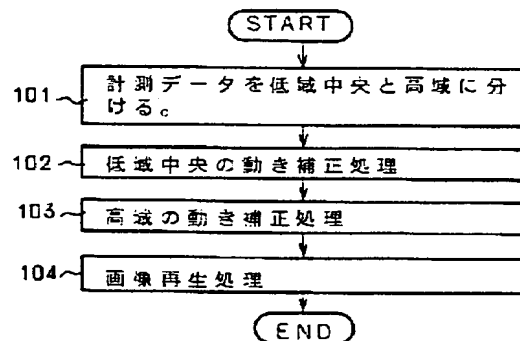 START
101 計測データを低域中央と高域に分
ける。
102 低域中央の動き補正処理
103 高域の動き補正処理
104 画像再生処理
END